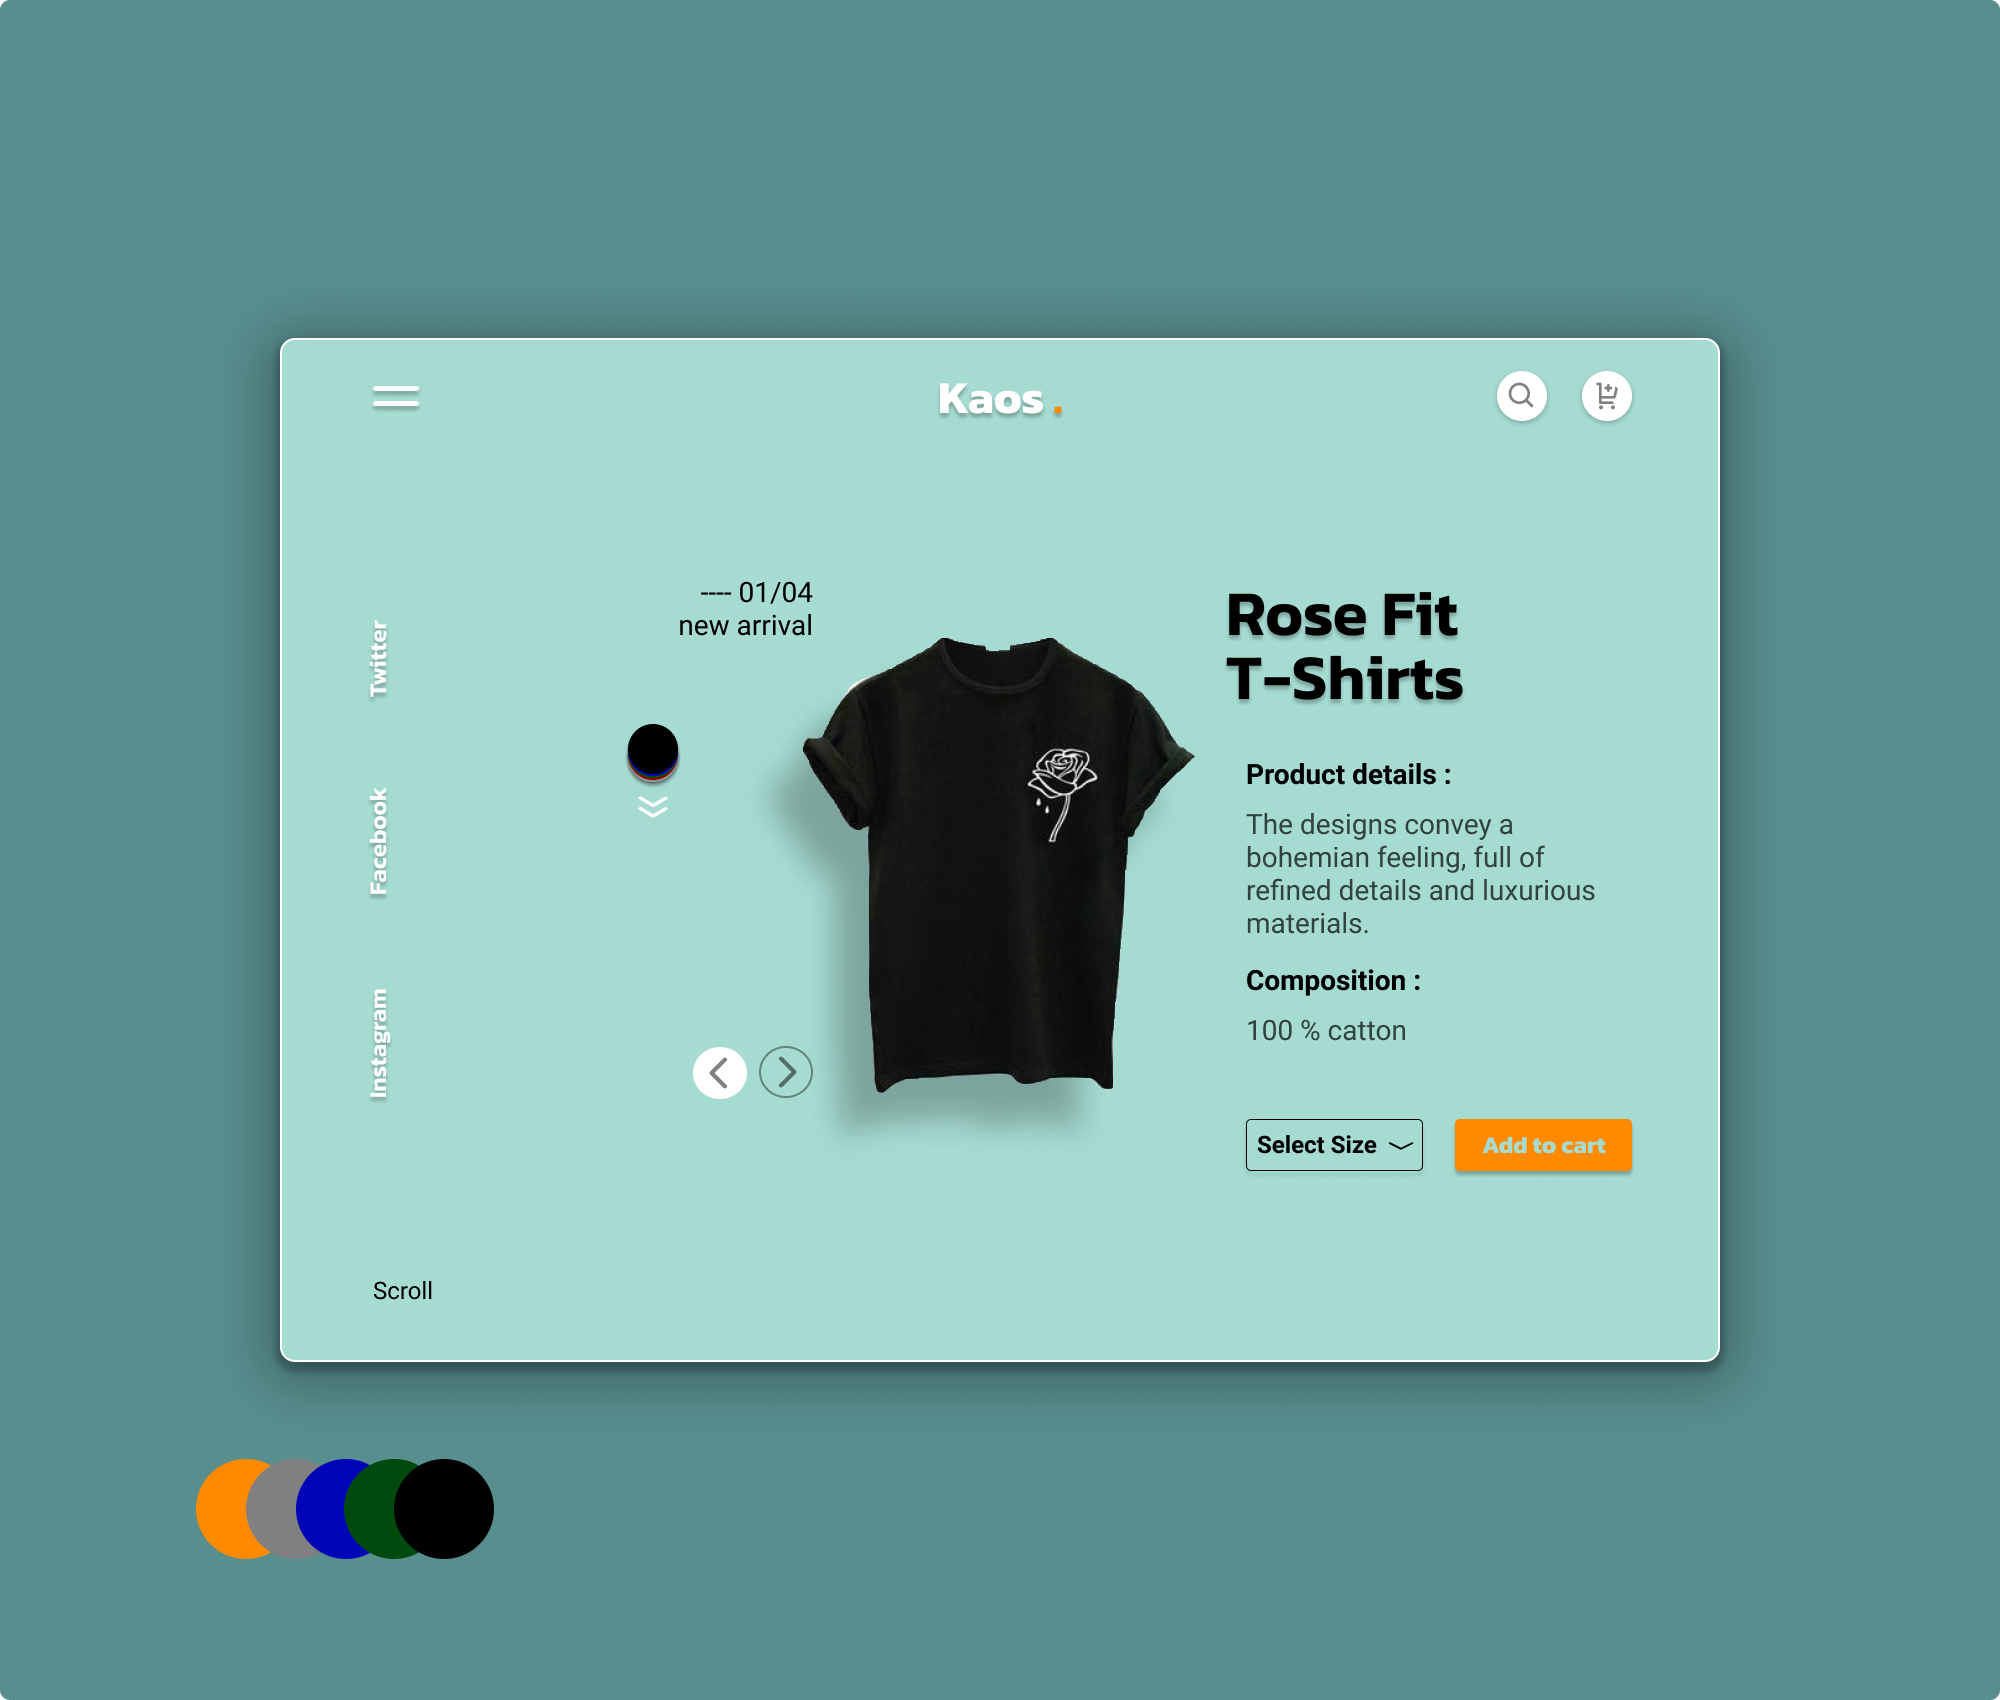 Kaos .
---- 01/04
new arrival
Rose Fit
T-Shirts
Twitter
Facebook
Instagram
Product details :
The designs convey a
bohemian feeling, full of
refined details and luxurious
materials.
Composition :
100 % catton
Select Size
Add to cart
Scroll